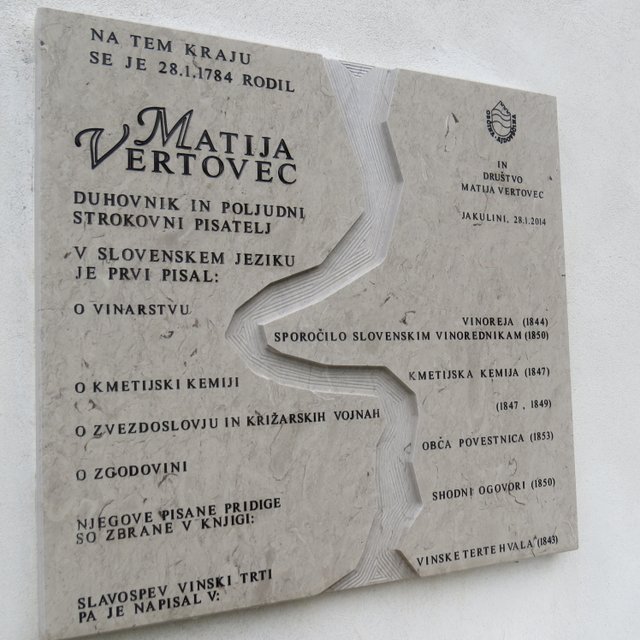 NA TEM KRAJU
SE JE 28.1.1784 RODIL
MATIJA
VERTOVEC
DUHOVNIK IN POLJUDNI
STROKOVNI PISATELJ
V SLOVENSKEM JEZIKU
JE PRVI PISAL:
O VINARSTVU
O KMETIJSKI KEMIJI
O ZVEZDOSLOVJU IN KRIŽARSKIH VOJNAH
O ZGODOVINI
NJEGOVE PISANE PRIDIGE
SO ZBRANE V KNJIGI:
SLAVOSPEV VINSKI TRTI
PA JE NAPISAL V:
OBČINA AJDOVŠČINA
IN
DRUŠTVO
MATIJA VERTOVEC
JAKULINI, 28.1.2014
VINOREJA (1844)
SPOROČILO SLOVENSKIM VINOREDNIKAM (1850)
KMETIJSKA KEMIJA (1847)
(1847, 1849)
OBČA POVESTNICA (1853)
SHODNI OGOVORI (1850)
VINSKE TERTE HVALA (1843)